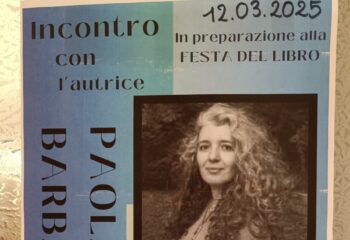 Incontro
con
l'autrice
12.03.2025
In preparazione alla
FESTA DEL LIBRO
PAOL
BARB